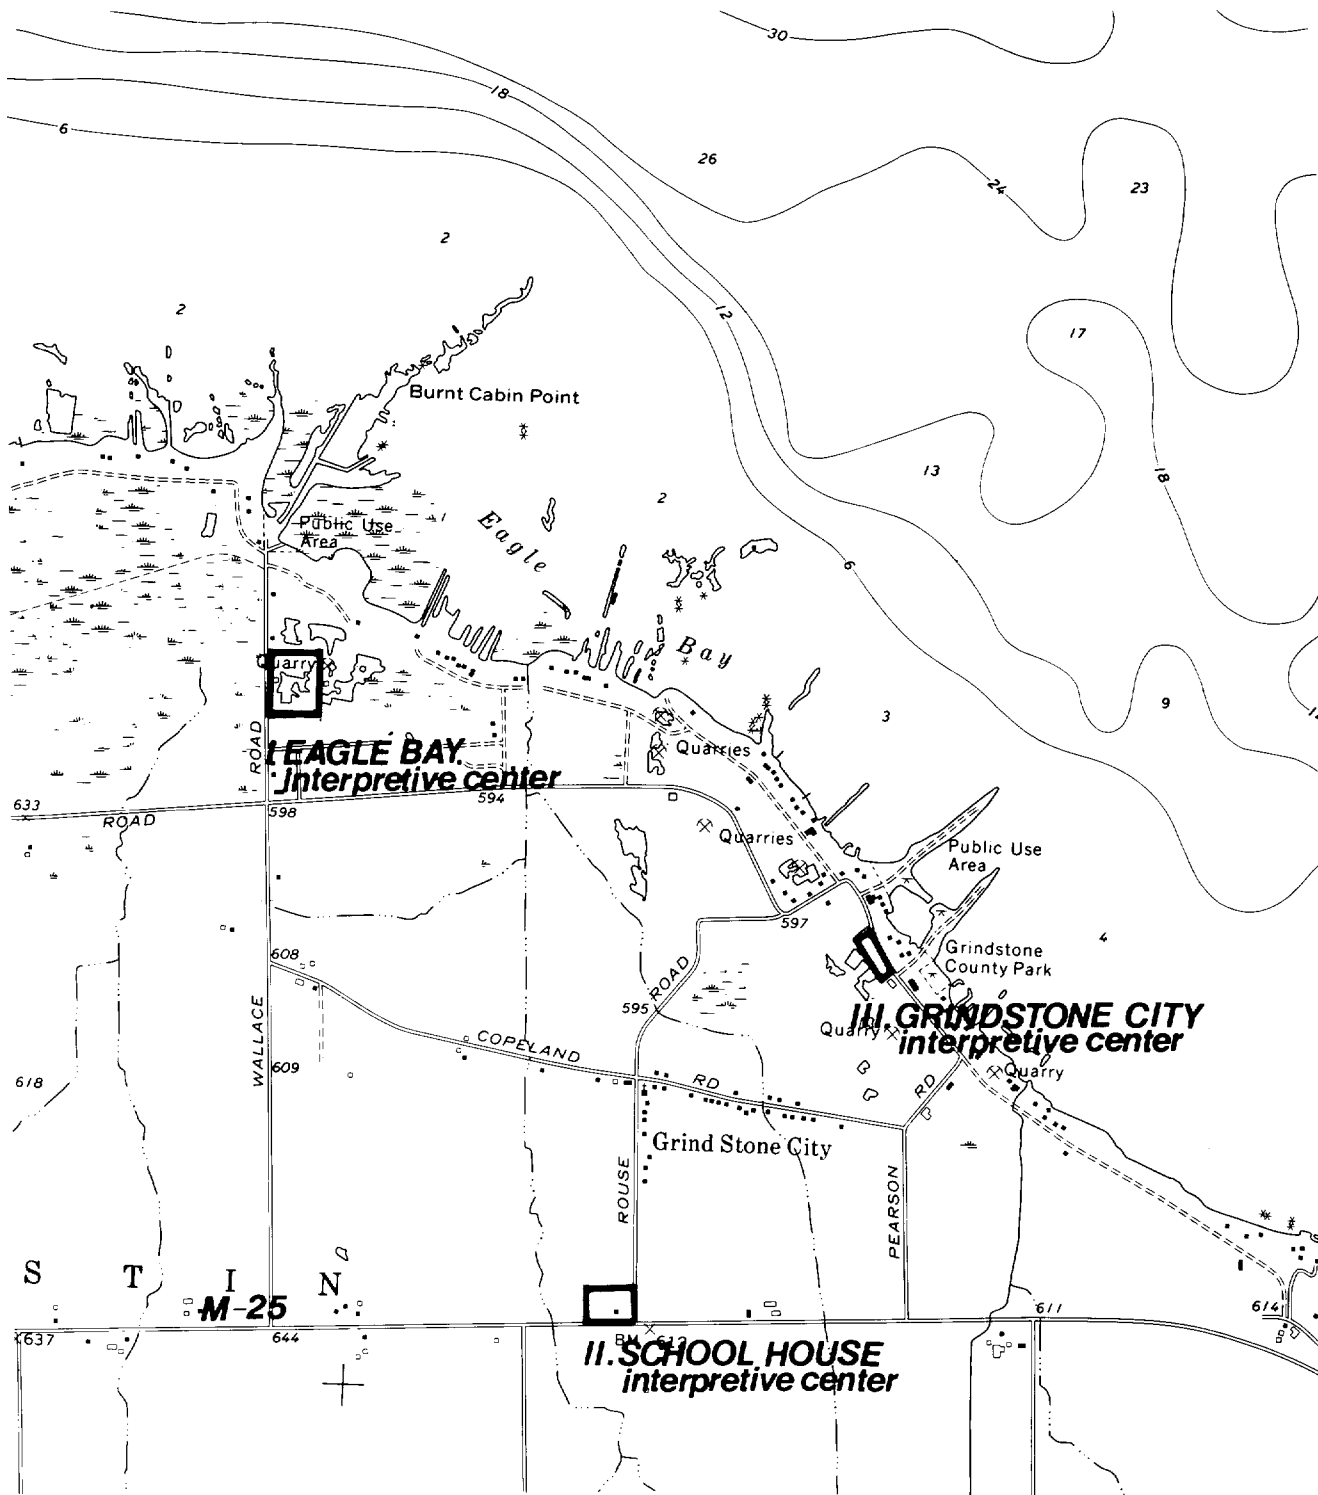 30
18
6
26
24
23
2
2
12
17
Burnt Cabin Point
13
18
2
Eagle
Public Use
Area
6
Bay
Quarry
9
3
ROAD
Quarries
I EAGLE BAY.
Interpretive center
594
633
ROAD
598
Quarries
Public Use
Area
597
4
Grindstone
County Park
608
ROAD
595
III. GRINDSTONE CITY
interpretive center
Quarry
WALLACE
COPELAND
RD
609
618
RD
Quarry
Grind Stone City
ROUSE
PEARSON
S T I N
M-25
611
614
637
644
BM 613
II. SCHOOL HOUSE
interpretive center